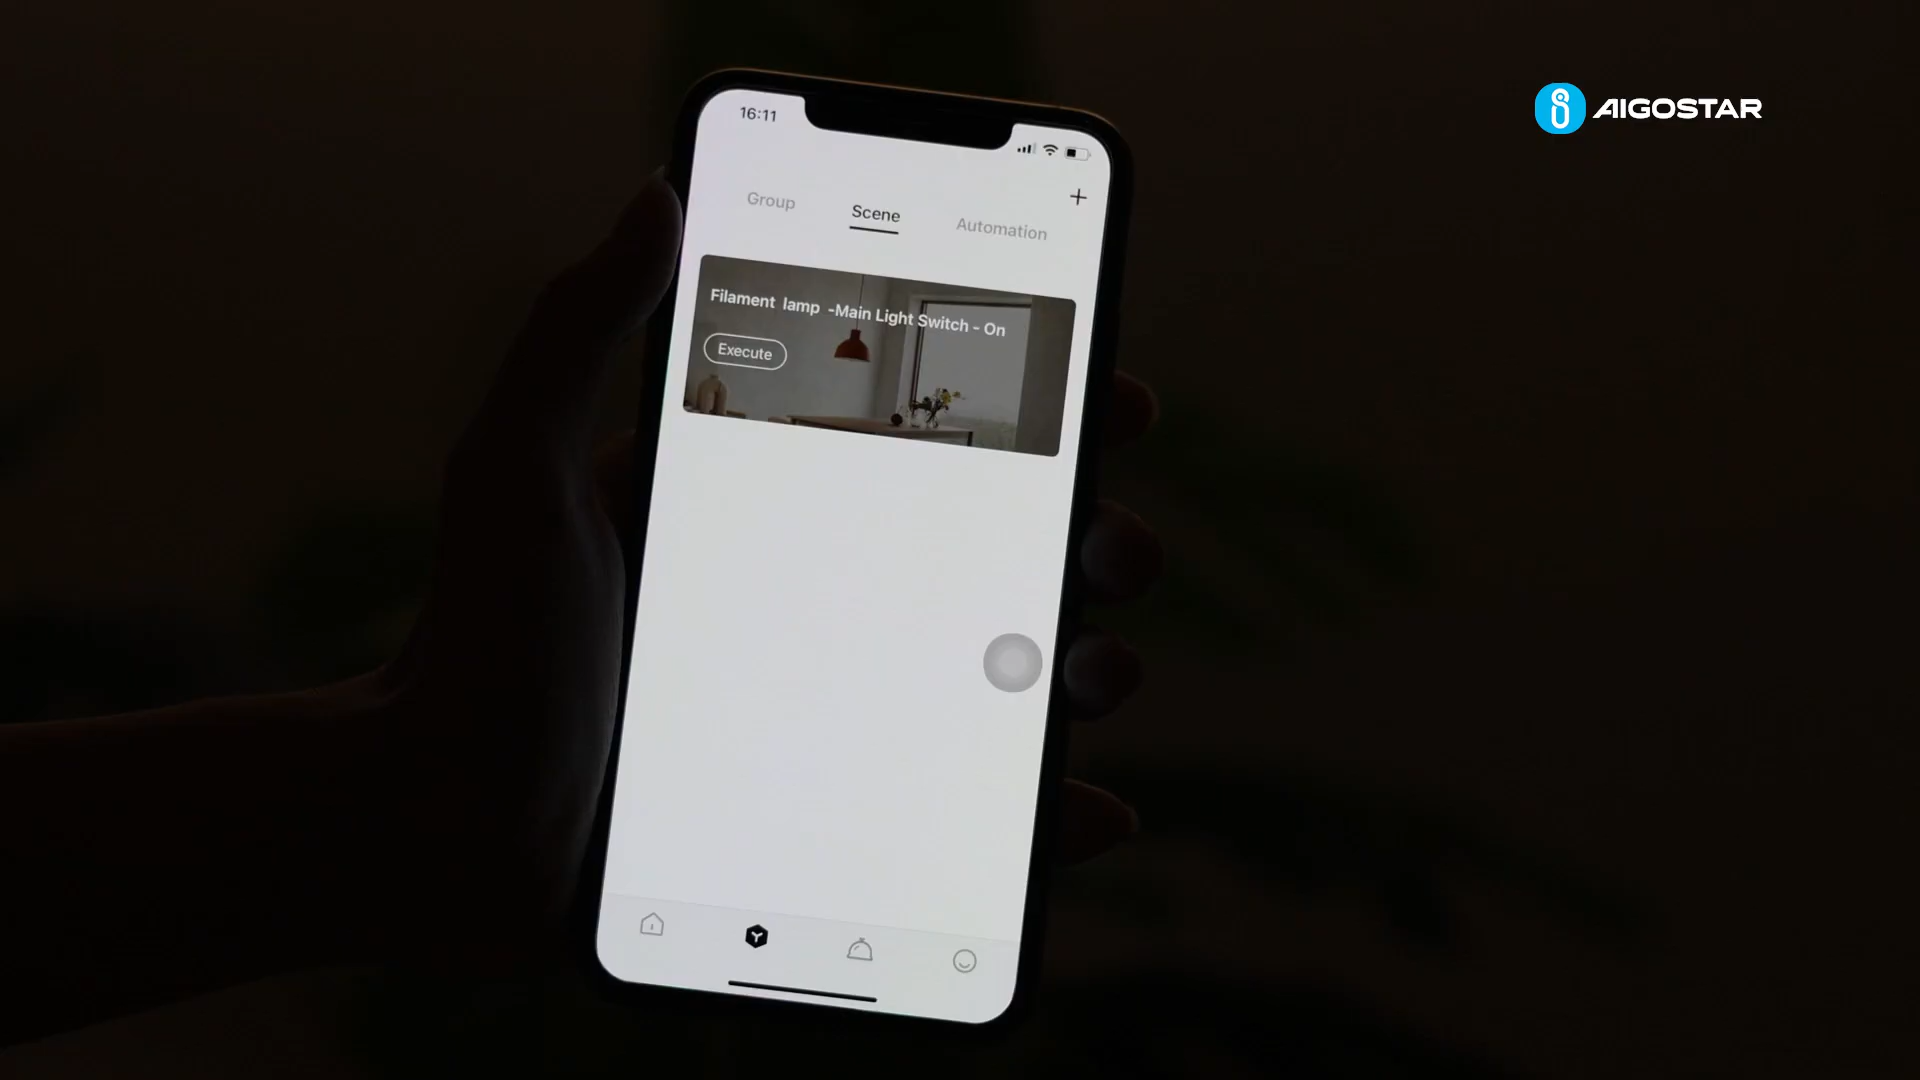 AIGOSTAR
16:11
Group
Scene
Automation
Filament lamp -Main Light Switch - On
Execute